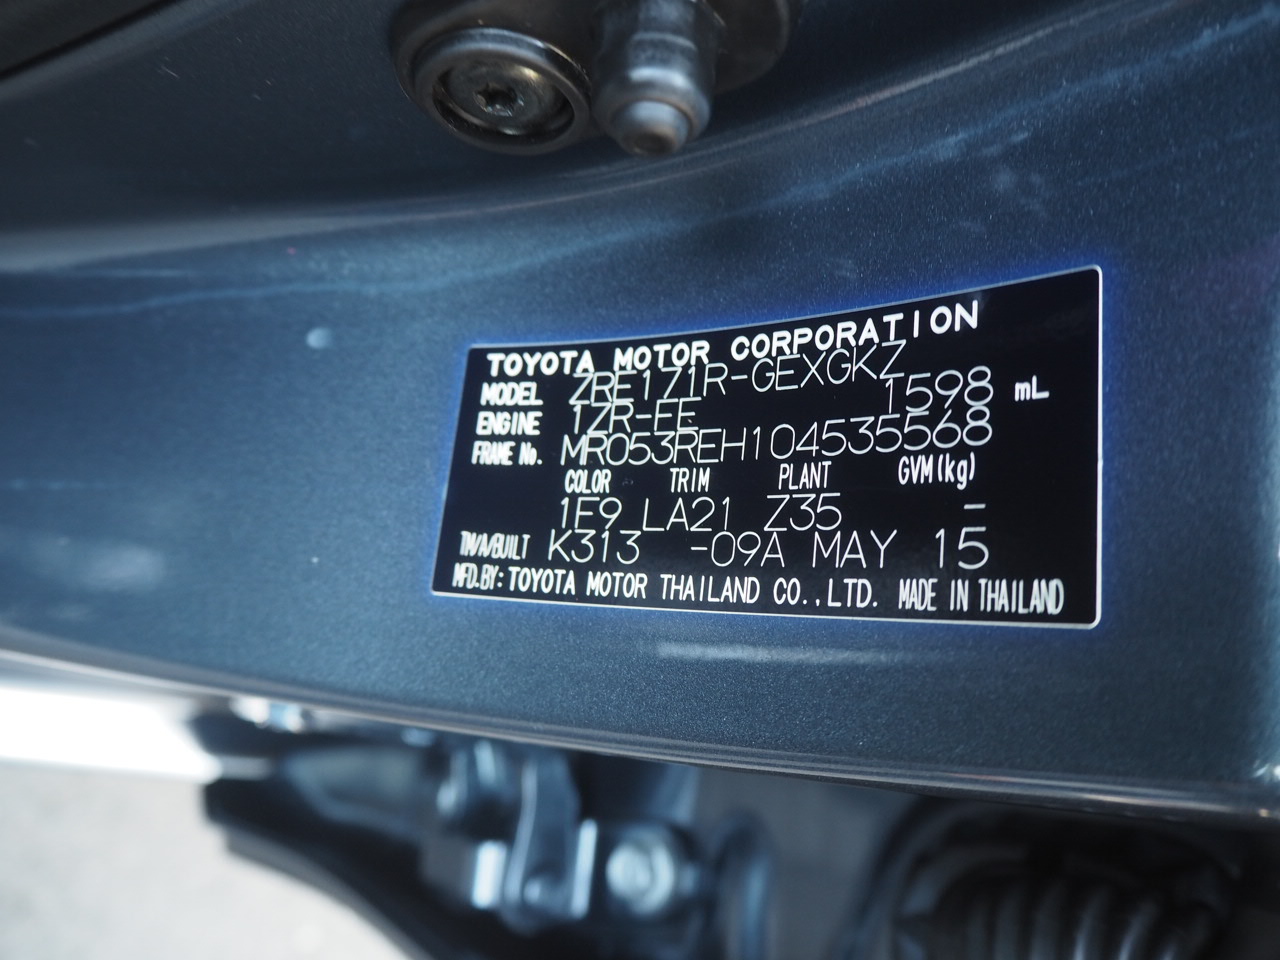 TOYOTA MOTOR CORPORATION
MODEL ZRE171R-GEXGKZ
ENGINE 1ZR-FE 1598 mL
FRAME No. MR053REH104535568
COLOR TRIM PLANT GVM(kg)
1F9 LA21 Z35 -
TM/A/BUILT K313 -09A MAY 15
MFD.BY: TOYOTA MOTOR THAILAND CO.,LTD. MADE IN THAILAND